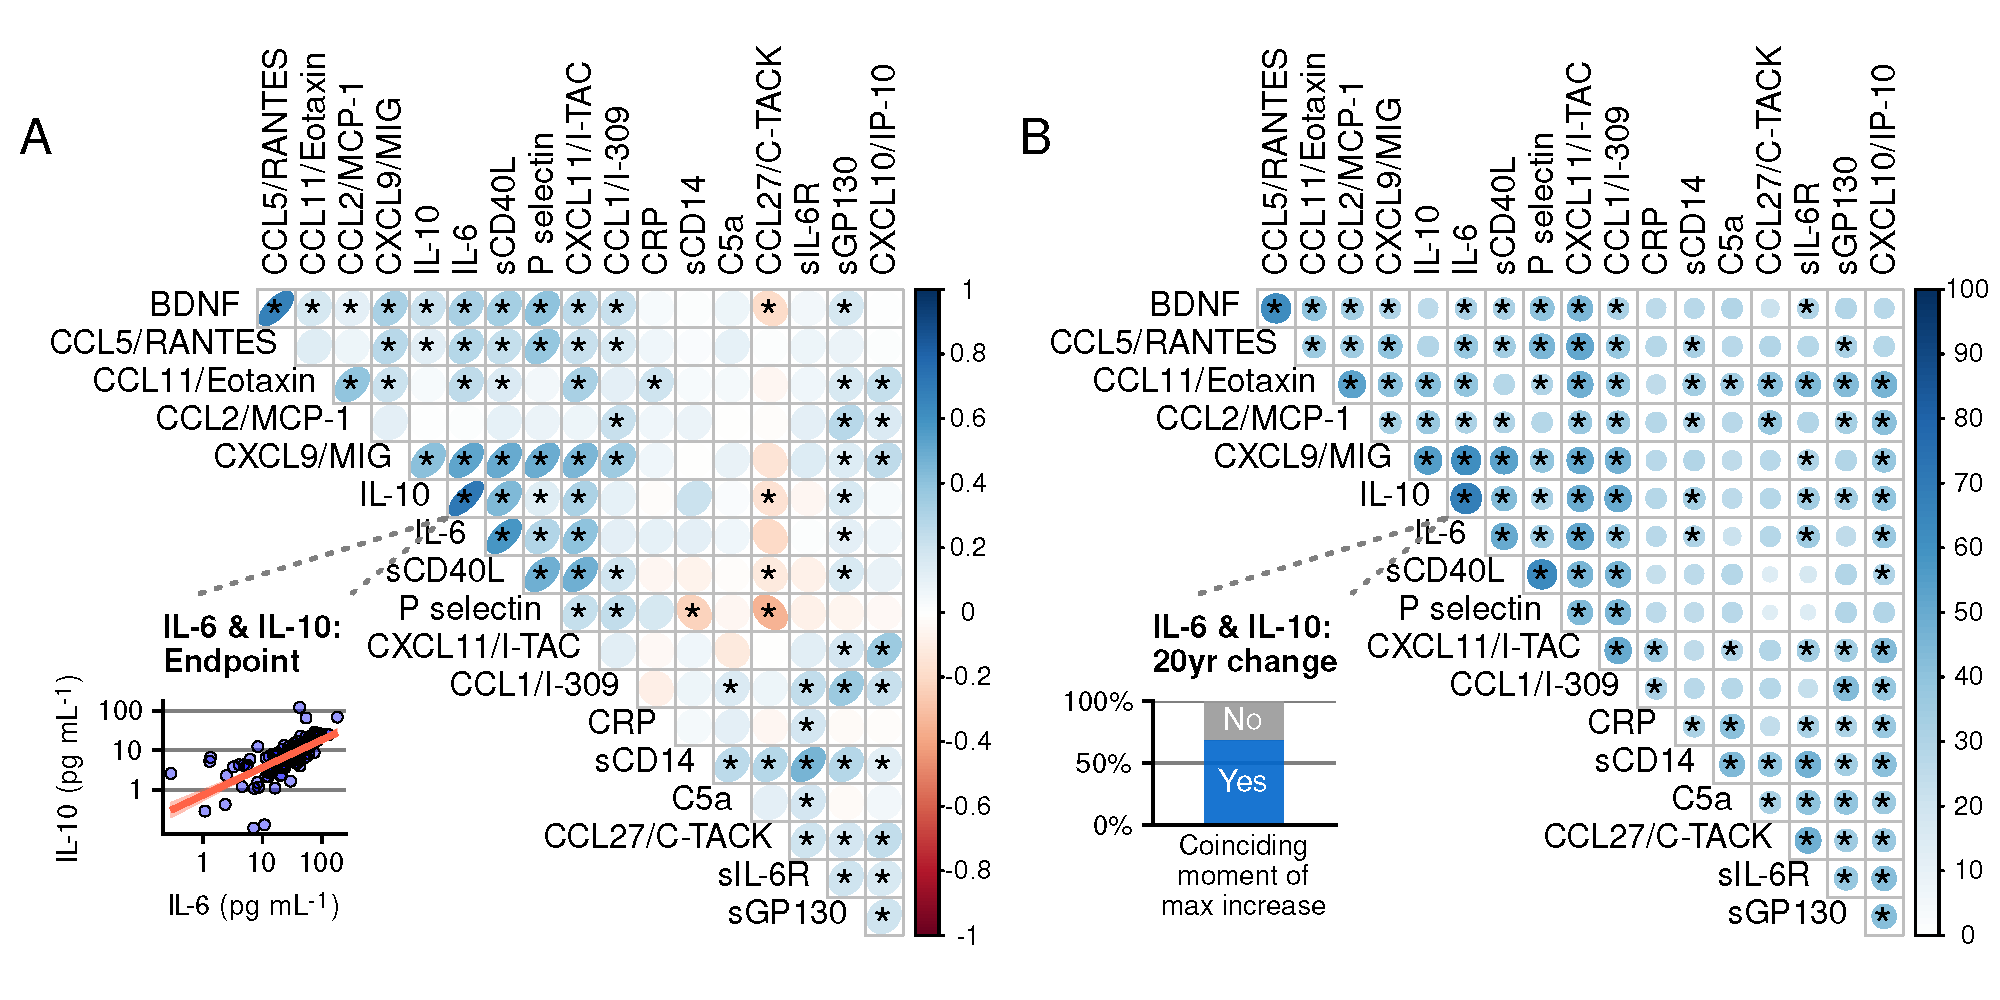 A
CCL5/RANTES
CCL11/Eotaxin
CCL2/MCP-1
CXCL9/MIG
IL-10
IL-6
sCD40L
P selectin
CXCL11/I-TAC
CCL1/I-309
CRP
sCD14
C5a
CCL27/C-TACK
sIL-6R
sGP130
CXCL10/IP-10
BDNF
CCL5/RANTES
CCL11/Eotaxin
CCL2/MCP-1
CXCL9/MIG
IL-10
IL-6
sCD40L
P selectin
CXCL11/I-TAC
CCL1/I-309
CRP
sCD14
C5a
CCL27/C-TACK
sIL-6R
sGP130
1
0.8
0.6
0.4
0.2
0
-0.2
-0.4
-0.6
-0.8
-1
IL-6 & IL-10:
Endpoint
IL-10 (pg mL-1)
100
10
1
1 10 100
IL-6 (pg mL-1)
B
CCL5/RANTES
CCL11/Eotaxin
CCL2/MCP-1
CXCL9/MIG
IL-10
IL-6
sCD40L
P selectin
CXCL11/I-TAC
CCL1/I-309
CRP
sCD14
C5a
CCL27/C-TACK
sIL-6R
sGP130
CXCL10/IP-10
BDNF
CCL5/RANTES
CCL11/Eotaxin
CCL2/MCP-1
CXCL9/MIG
IL-10
IL-6
sCD40L
P selectin
CXCL11/I-TAC
CCL1/I-309
CRP
sCD14
C5a
CCL27/C-TACK
sIL-6R
sGP130
100
90
80
70
60
50
40
30
20
10
0
IL-6 & IL-10:
20yr change
100%
50%
0%
No
Yes
Coinciding
moment of
max increase